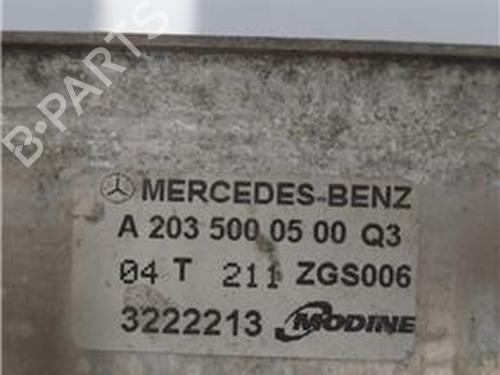 B-PARTS
MERCEDES-BENZ
A 203 500 05 00 Q3
04 T 211 ZGS006
3222213 MODINE